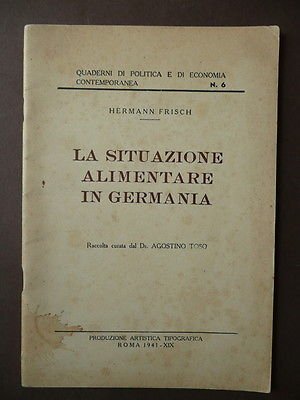 QUADERNI DI POLITICA E DI ECONOMIA
CONTEMPORANEA N. 6
HERMANN FRISCH
LA SITUAZIONE
ALIMENTARE
IN GERMANIA
Raccolta curata dal Dr. AGOSTINO TOSO
PRODUZIONE ARTISTICA TIPOGRAFICA
ROMA 1941-XIX